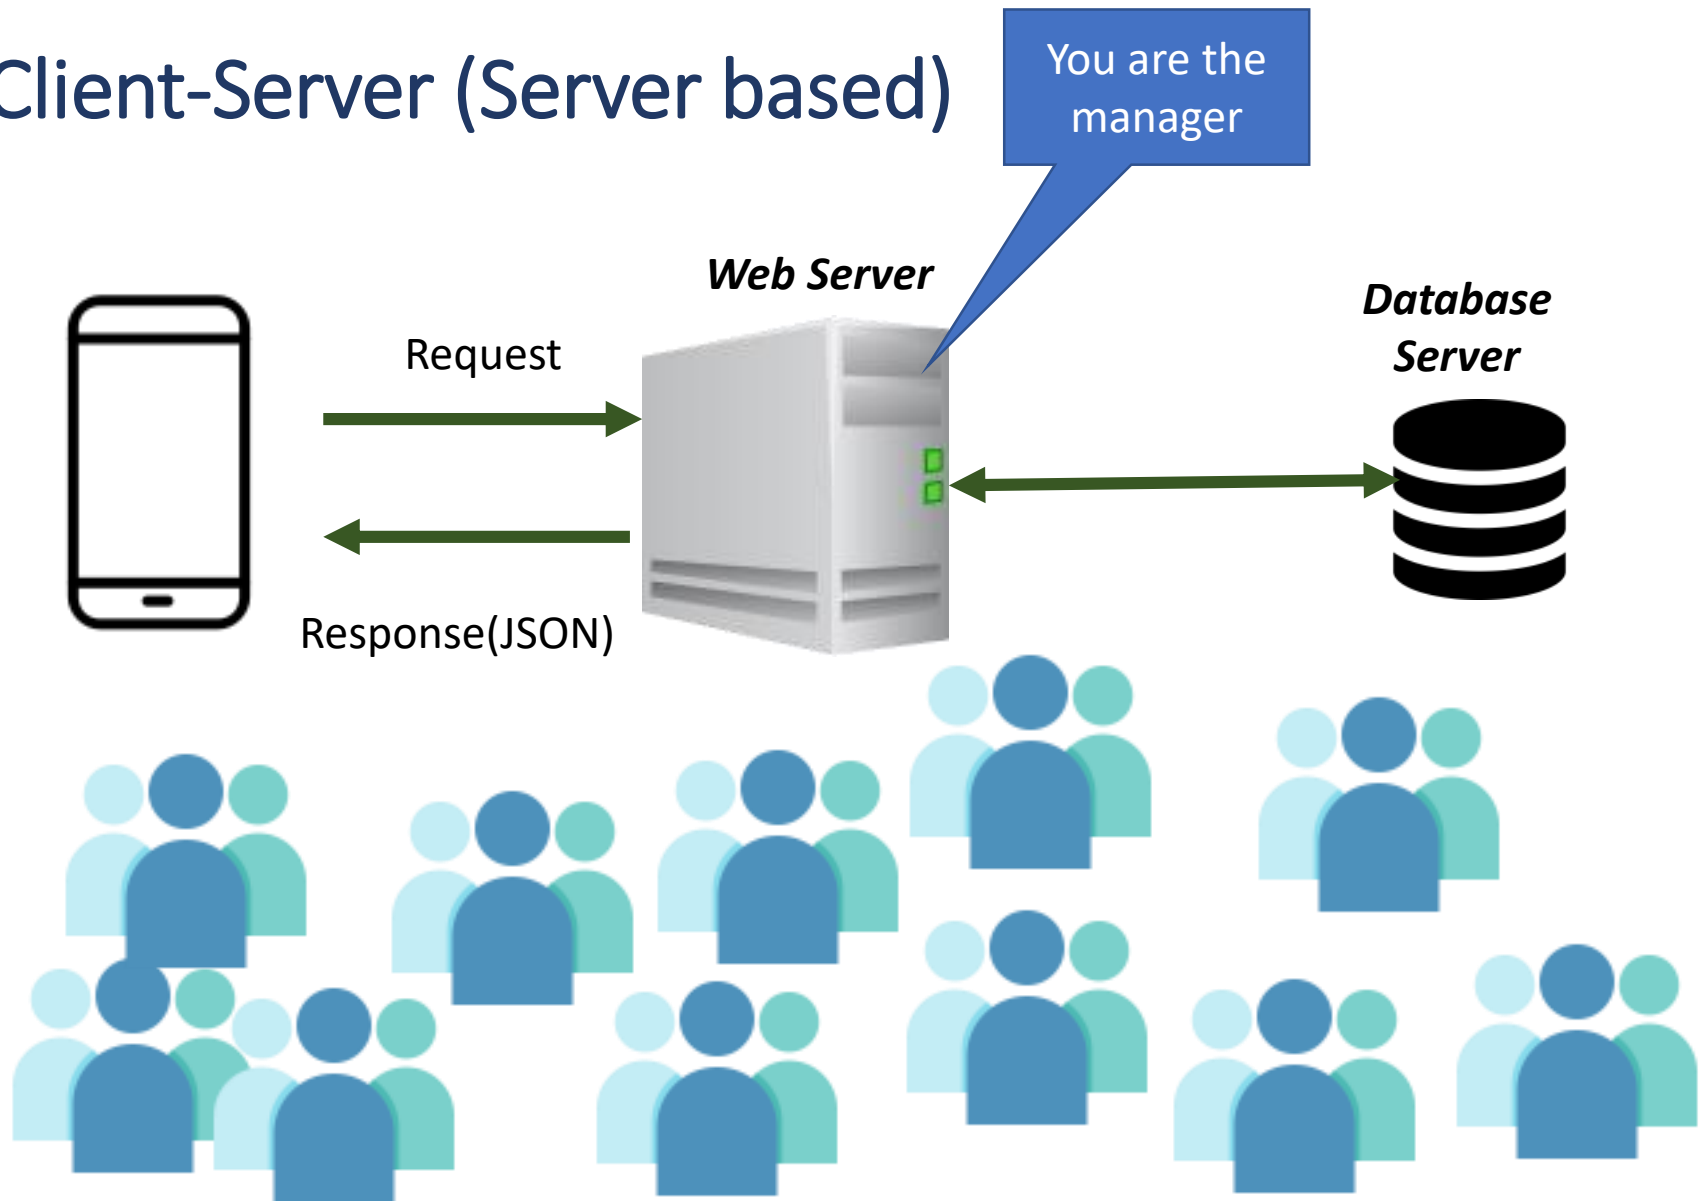 Client-Server (Server based)
You are the
manager
Web Server
Database
Server
Request
Response(JSON)